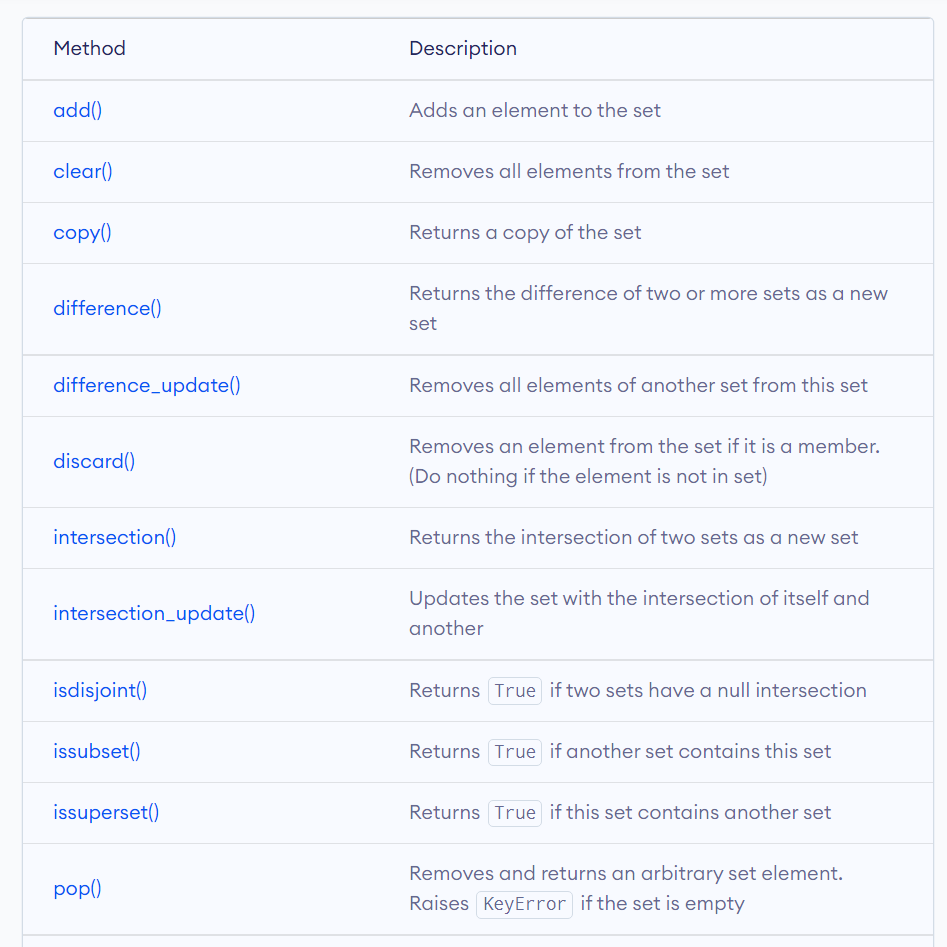 Method Description
add() Adds an element to the set
clear() Removes all elements from the set
copy() Returns a copy of the set
difference() Returns the difference of two or more sets as a new
set
difference_update() Removes all elements of another set from this set
discard() Removes an element from the set if it is a member.
(Do nothing if the element is not in set)
intersection() Returns the intersection of two sets as a new set
intersection_update() Updates the set with the intersection of itself and
another
isdisjoint() Returns True if two sets have a null intersection
issubset() Returns True if another set contains this set
issuperset() Returns True if this set contains another set
pop() Removes and returns an arbitrary set element.
Raises KeyError if the set is empty